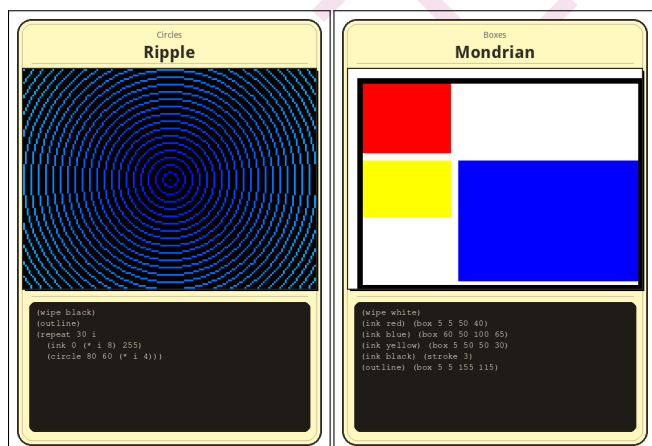 Circles
Ripple
(wipe black)
(outline)
(repeat 30 i
  (ink 0 (* i 8) 255)
  (circle 80 60 (* i 4)))
Boxes
Mondrian
(wipe white)
(ink red) (box 5 5 50 40)
(ink blue) (box 60 50 100 65)
(ink yellow) (box 5 50 50 30)
(ink black) (stroke 3)
(outline) (box 5 5 155 115)